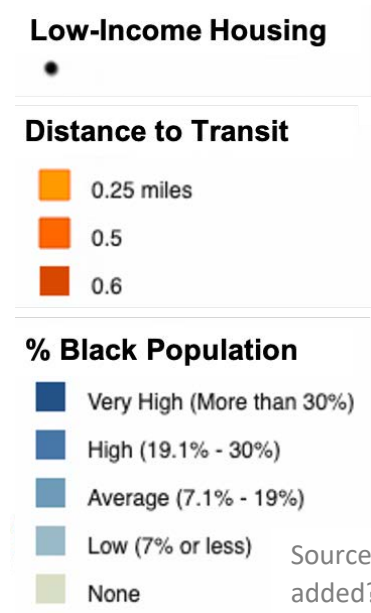 Low-Income Housing
Distance to Transit
0.25 miles
0.5
0.6
% Black Population
Very High (More than 30%)
High (19.1% - 30%)
Average (7.1% - 19%)
Low (7% or less)
None
Source
added?